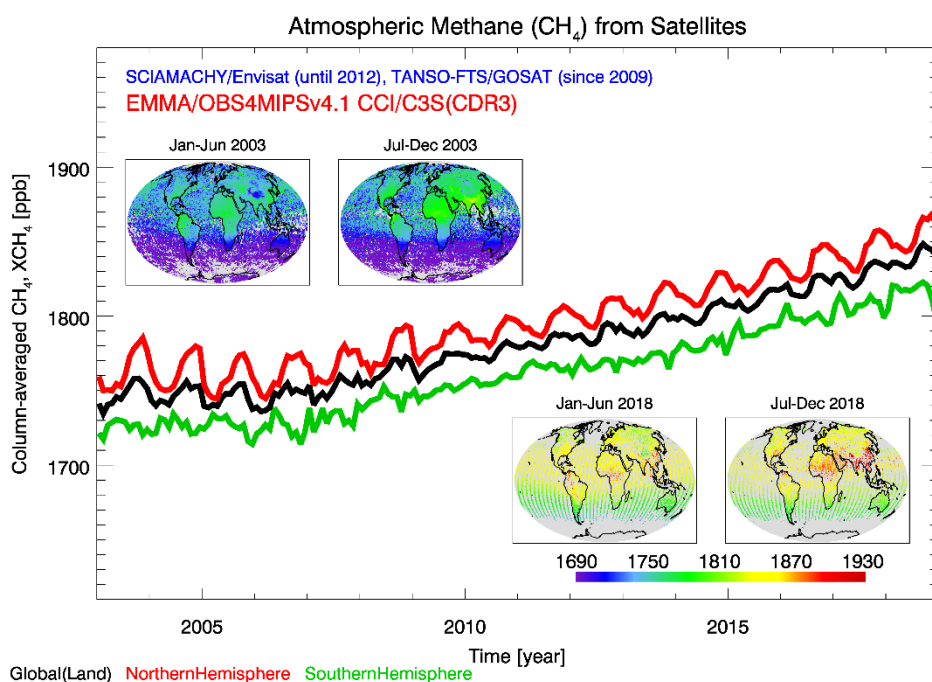 Atmospheric Methane (CH₄) from Satellites
SCIAMACHY/Envisat (until 2012), TANSO-FTS/GOSAT (since 2009)
EMMA/OBS4MIPSv4.1 CCI/C3S(CDR3)
Jan-Jun 2003 Jul-Dec 2003
1900
1800
1700
Column-averaged CH₄, XCH₄ [ppb]
Jan-Jun 2018 Jul-Dec 2018
1690 1750 1810 1870 1930
2005 2010 2015
Time [year]
Global(Land) NorthernHemisphere SouthernHemisphere